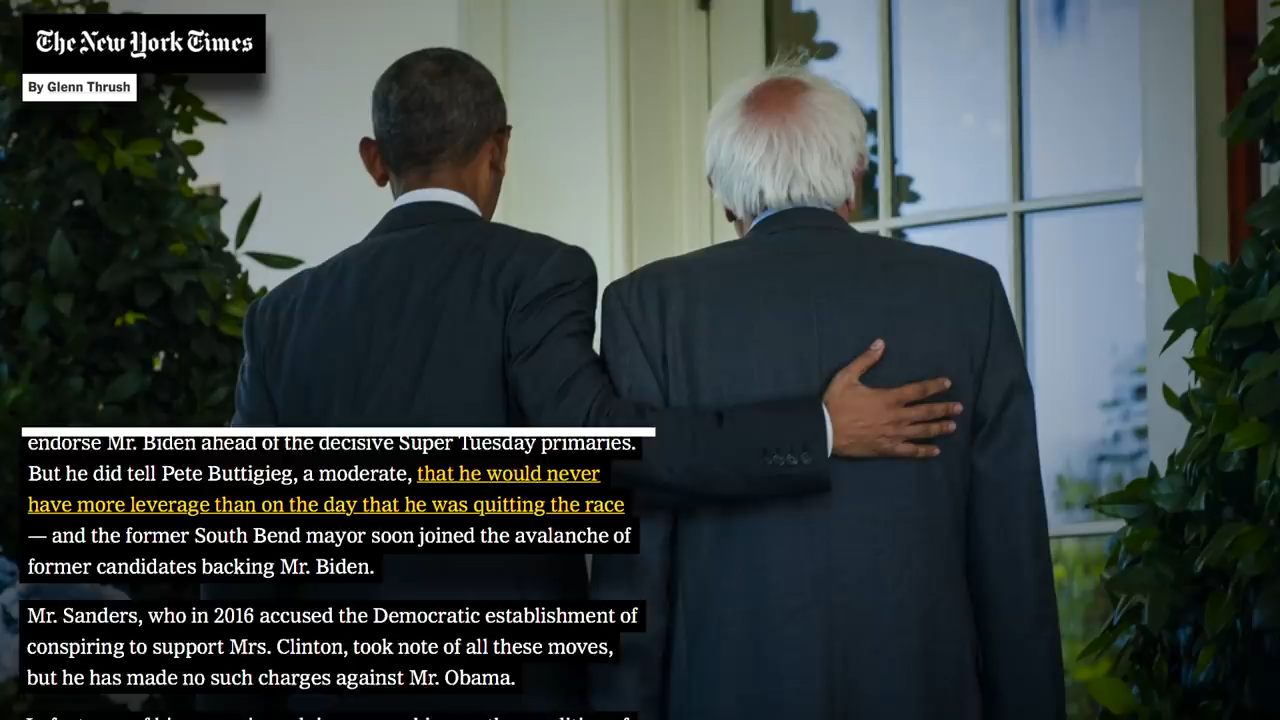 The New York Times
By Glenn Thrush
endorse Mr. Biden ahead of the decisive Super Tuesday primaries.
But he did tell Pete Buttigieg, a moderate, that he would never
have more leverage than on the day that he was quitting the race
— and the former South Bend mayor soon joined the avalanche of
former candidates backing Mr. Biden.
Mr. Sanders, who in 2016 accused the Democratic establishment of
conspiring to support Mrs. Clinton, took note of all these moves,
but he has made no such charges against Mr. Obama.